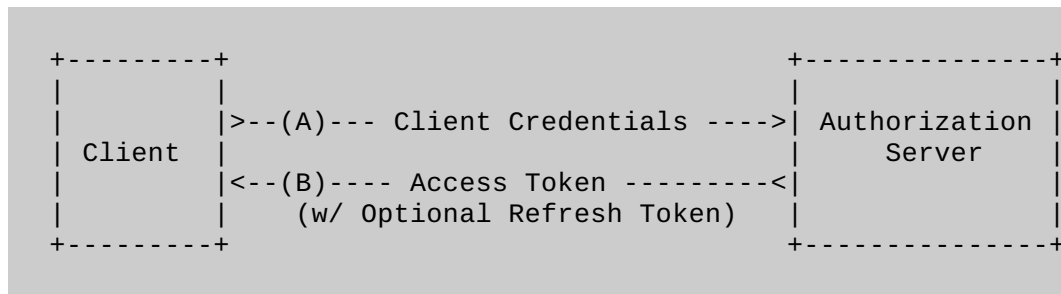 +---------+                                  +---------------+
|         |                                  |               |
|         |>--(A)--- Client Credentials ---->| Authorization |
| Client  |                                  |     Server    |
|         |<--(B)---- Access Token ---------<|               |
|         |    (w/ Optional Refresh Token)   |               |
+---------+                                  +---------------+